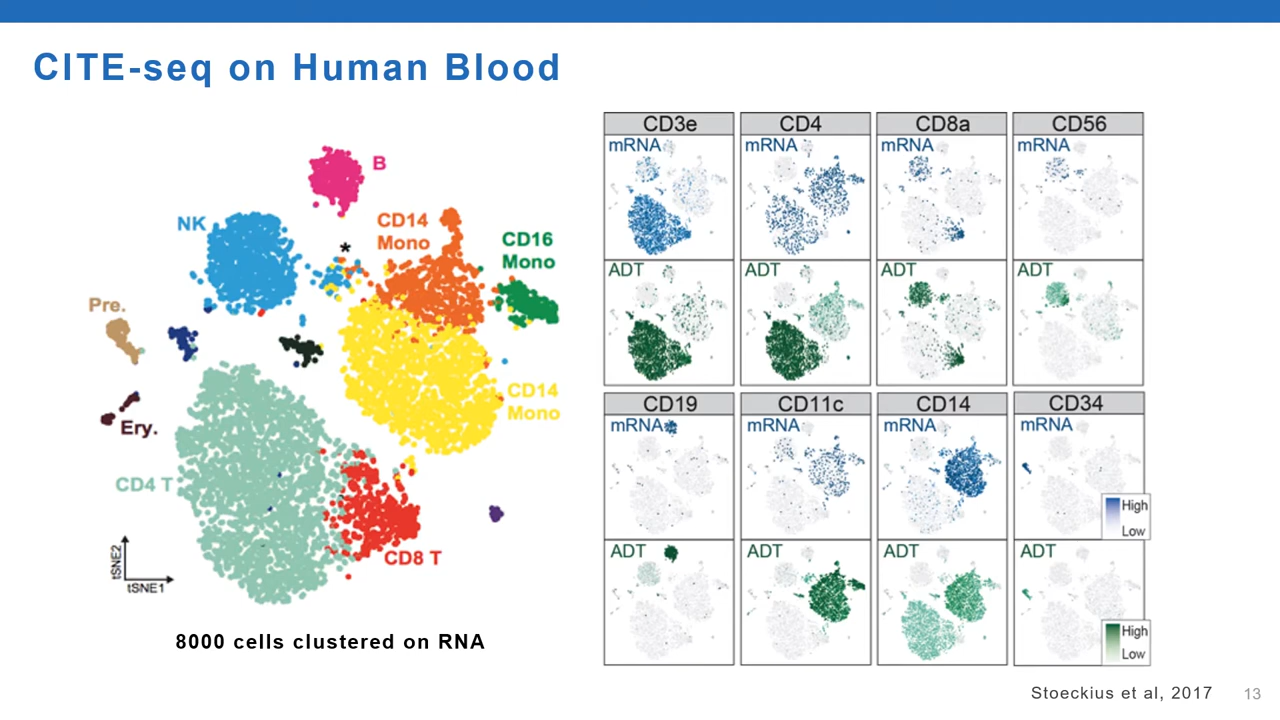 CITE-seq on Human Blood
B
NK
*
CD14
Mono
CD16
Mono
Pre.
CD14
Mono
Ery.
CD4 T
CD8 T
tSNE2
tSNE1
8000 cells clustered on RNA
CD3e
CD4
CD8a
CD56
mRNA
mRNA
mRNA
mRNA
ADT
ADT
ADT
ADT
CD19
CD11c
CD14
CD34
mRNA
mRNA
mRNA
mRNA
High
Low
ADT
ADT
ADT
ADT
High
Low
Stoeckius et al, 2017
13